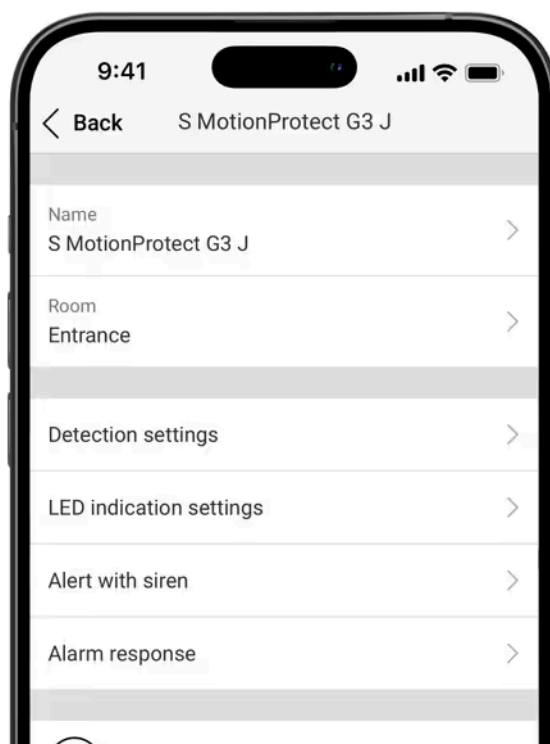 9:41
Back S MotionProtect G3 J
Name
S MotionProtect G3 J
Room
Entrance
Detection settings
LED indication settings
Alert with siren
Alarm response